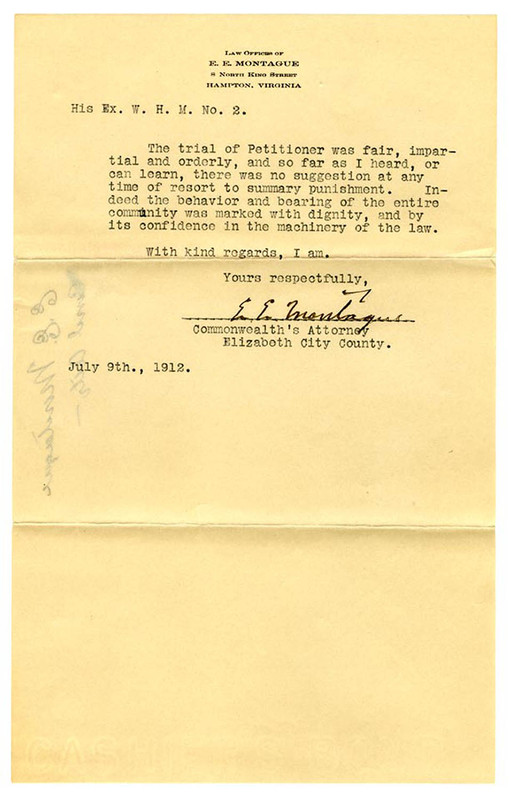 LAW OFFICES OF
E. E. MONTAGUE
8 NORTH KING STREET
HAMPTON, VIRGINIA
His Ex. W. H. M. No. 2.
The trial of Petitioner was fair, impar-
tial and orderly, and so far as I heard, or
can learn, there was no suggestion at any
time of resort to summary punishment. In-
deed the behavior and bearing of the entire
community was marked with dignity, and by
its confidence in the machinery of the law.
With kind regards, I am.
Yours respectfully,
E. E. Montague
Commonwealth's Attorney
Elizabeth City County.
July 9th., 1912.
E E Montague